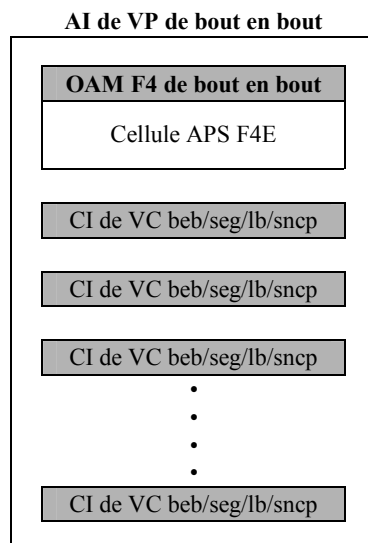 AI de VP de bout en bout
OAM F4 de bout en bout
Cellule APS F4E
CI de VC beb/seg/lb/sncp
CI de VC beb/seg/lb/sncp
CI de VC beb/seg/lb/sncp
CI de VC beb/seg/lb/sncp